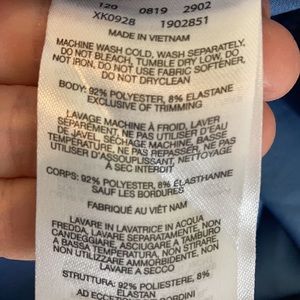 120 0819 2902
XK0928 1902851
MADE IN VIETNAM
MACHINE WASH COLD, WASH SEPARATELY,
DO NOT BLEACH, TUMBLE DRY LOW, DO
NOT IRON, DO NOT USE FABRIC SOFTENER,
DO NOT DRYCLEAN
BODY: 92% POLYESTER, 8% ELASTANE
EXCLUSIVE OF TRIMMING
LAVAGE MACHINE À FROID, LAVER
SÉPARÉMENT, NE PAS UTILISER D'EAU
DE JAVEL, SÉCHAGE MACHINE, BASSE
TEMPÉRATURE, NE PAS REPASSER, NE PAS
UTILISER D'ASSOUPLISSANT, NETTOYAGE
À SEC INTERDIT
CORPS: 92% POLYESTER, 8% ÉLASTHANNE
SAUF LES BORDURES
FABRIQUÉ AU VIÊT NAM
LAVARE IN LAVATRICE IN ACQUA
FREDDA, LAVARE SEPARATAMENTE, NON
CANDEGGIARE, ASCIUGARE A TAMBURO
A BASSA TEMPERATURA, NON STIRARE,
NON USARE AMMORBIDENTE, NON
LAVARE A SECCO
STRUTTURA: 92% POLIESTERE, 8%
ELASTAN
AD ECCEZIONE BORDINI